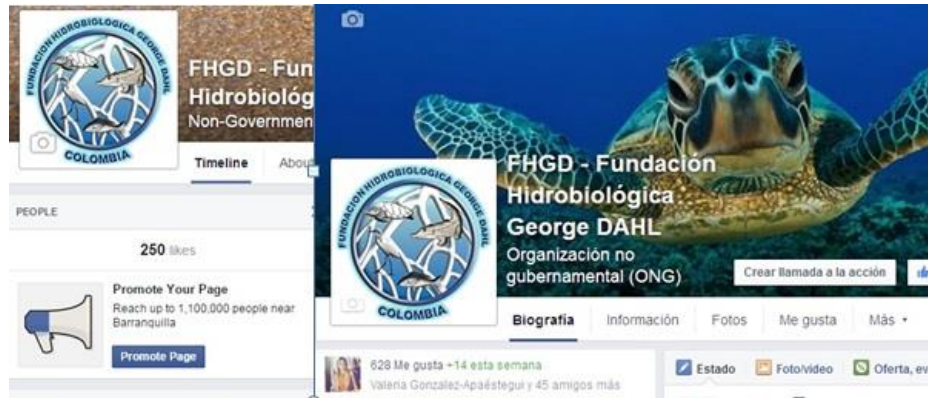 FUNDACION HIDROBIOLOGICA GEORGE DAHL
COLOMBIA
FHGD - Fun
Hidrobiológ
Non-Governmen
Timeline
Abou
PEOPLE
250 likes
Promote Your Page
Reach up to 1,100,000 people near
Barranquilla
Promote Page
FUNDACION HIDROBIOLOGICA GEORGE DAHL
COLOMBIA
FHGD - Fundación
Hidrobiológica
George DAHL
Organización no
gubernamental (ONG)
Crear llamada a la acción
Biografía Información Fotos Me gusta Más
628 Me gusta +14 esta semana
Valeria Gonzalez-Apaéstegui y 45 amigos más
Estado Foto/video Oferta, ev